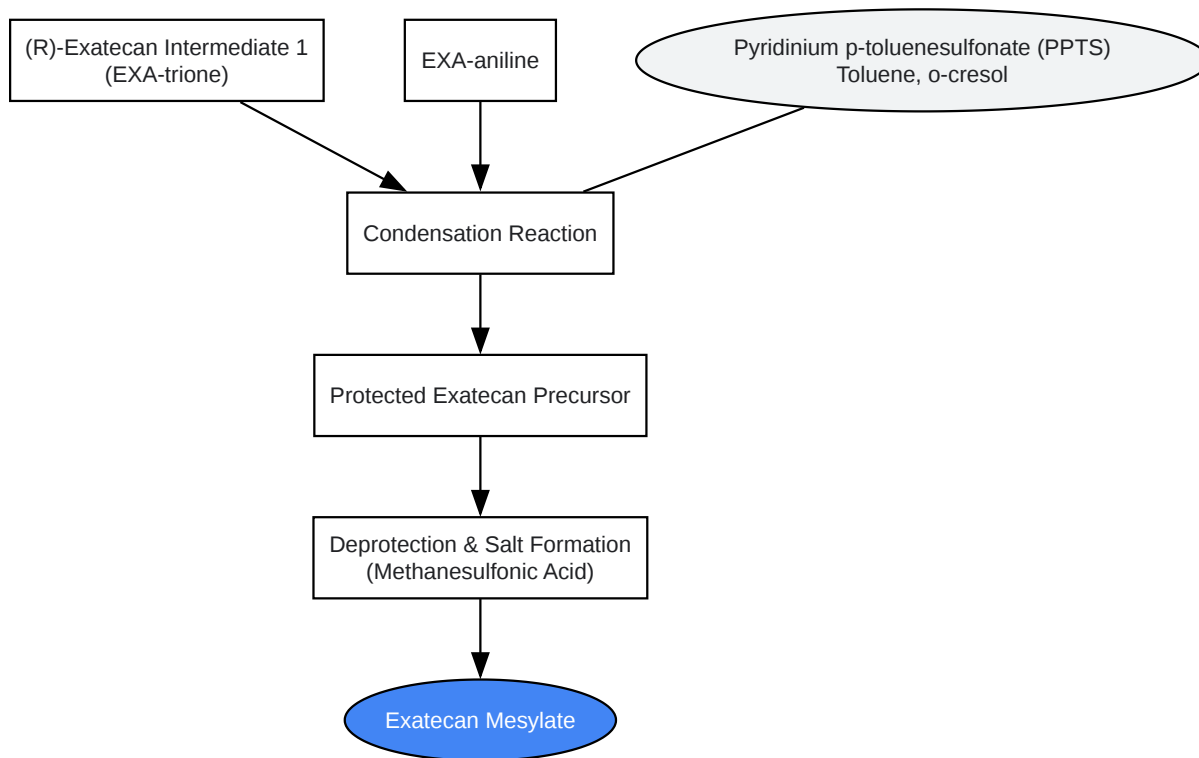 (R)-Exatecan Intermediate 1
(EXA-trione)
EXA-aniline
Pyridinium p-toluenesulfonate (PPTS)
Toluene, o-cresol
Condensation Reaction
Protected Exatecan Precursor
Deprotection & Salt Formation
(Methanesulfonic Acid)
Exatecan Mesylate